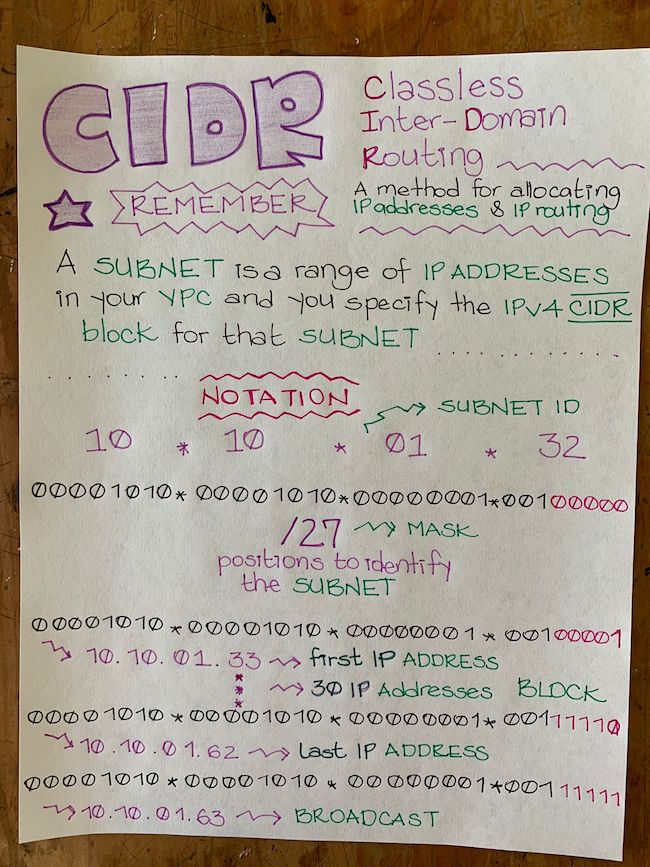 CIDR
Classless
Inter-Domain
Routing
REMEMBER
A method for allocating
IP addresses & IP routing
A SUBNET is a range of IP ADDRESSES
in your VPC and you specify the IPV4 CIDR
block for that SUBNET
NOTATION
SUBNET ID
10 * 10 * 01 * 32
00001010 * 00001010 * 00000001 * 00100000
/27 MASK
positions to identify
the SUBNET
00001010 * 00001010 * 00000001 * 00100001
10.10.01.33 first IP ADDRESS
30 IP Addresses BLOCK
00001010 * 00001010 * 00000001 * 00111110
10.10.01.62 last IP ADDRESS
00001010 * 00001010 * 00000001 * 00111111
10.10.01.63 BROADCAST